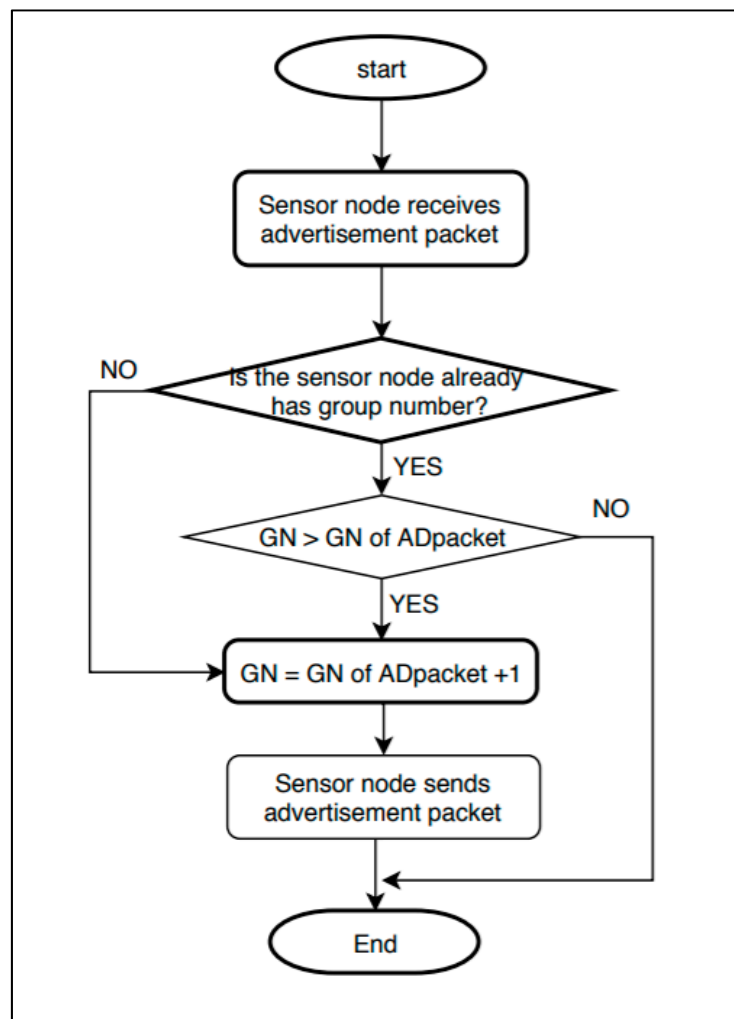 start
Sensor node receives
advertisement packet
NO
Is the sensor node already
has group number?
YES
NO
GN > GN of ADpacket
YES
GN = GN of ADpacket +1
Sensor node sends
advertisement packet
End